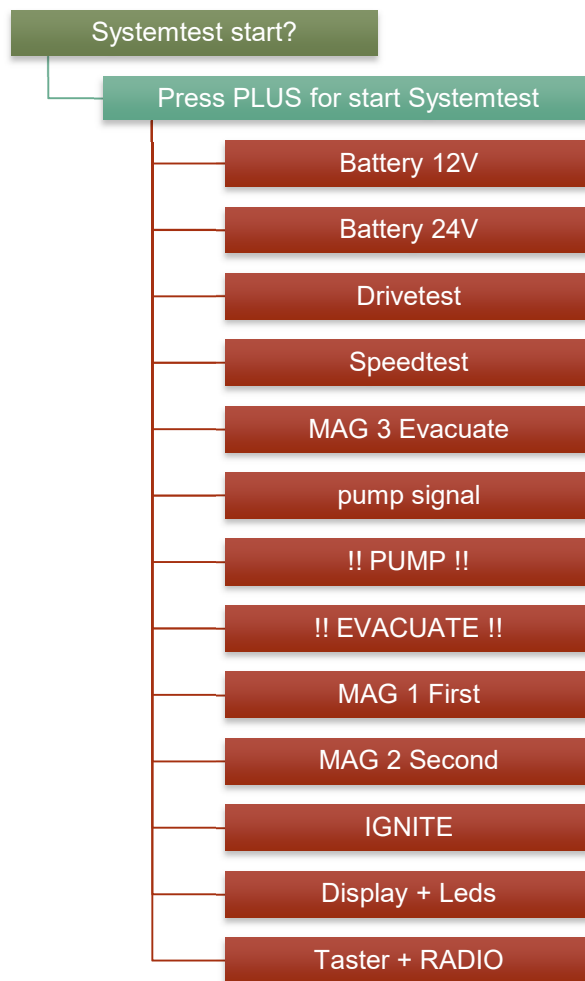 Systemtest start?
Press PLUS for start Systemtest
Battery 12V
Battery 24V
Drivetest
Speedtest
MAG 3 Evacuate
pump signal
!! PUMP !!
!! EVACUATE !!
MAG 1 First
MAG 2 Second
IGNITE
Display + Leds
Taster + RADIO